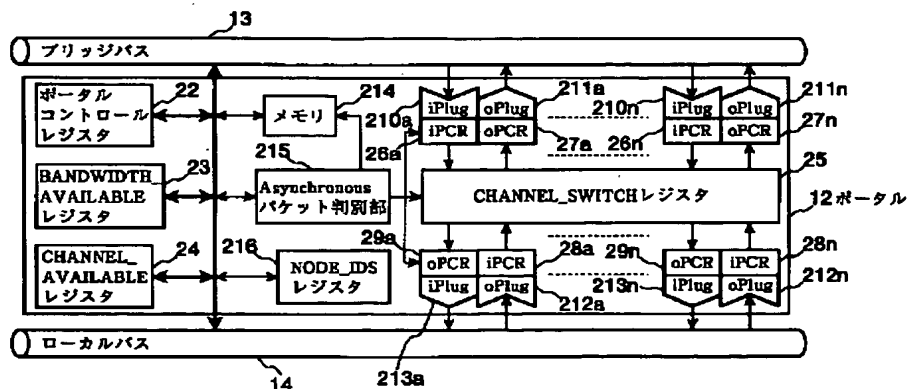 13
ブリッジバス
ポータル
コントロール
レジスタ
22
メモリ
214
210a
iPlug
oPlug
211a
iPCR
oPCR
26a
27a
210n
iPlug
oPlug
211n
26n
iPCR
oPCR
27n
BANDWIDTH_
AVAILABLE
レジスタ
23
215
Asynchronous
パケット判別部
25
CHANNEL_SWITCHレジスタ
12 ポータル
CHANNEL_
AVAILABLE
レジスタ
24
216
NODE_IDS
レジスタ
29a
oPCR
iPCR
28a
iPlug
oPlug
212a
213a
29n
oPCR
iPCR
28n
213n
iPlug
oPlug
212n
ローカルバス
14